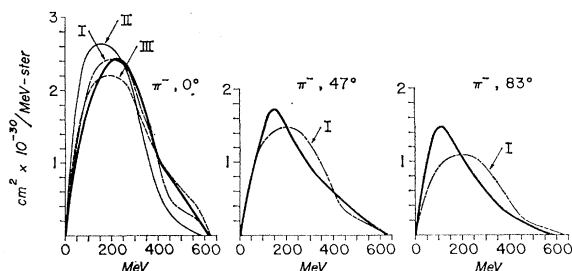 cm² × 10⁻³⁰/MeV-ster
3
2
1
I
II
III
π⁻, 0°
0 200 400 600
MeV
2
1
π⁻, 47°
I
0 200 400 600
MeV
2
1
π⁻, 83°
I
0 200 400 600
MeV